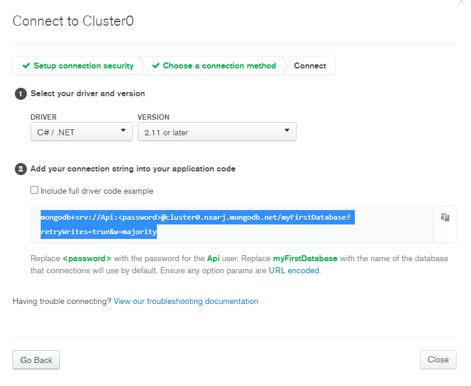 Connect to Cluster0
✔ Setup connection security
✔ Choose a connection method
Connect
1 Select your driver and version
DRIVER
VERSION
C# / .NET
2.11 or later
2 Add your connection string into your application code
Include full driver code example
mongodb+srv://Api:<password>@cluster0.nxarj.mongodb.net/myFirstDatabase?
retryWrites=true&w=majority
Replace <password> with the password for the Api user. Replace myFirstDatabase with the name of the database
that connections will use by default. Ensure any option params are URL encoded.
Having trouble connecting? View our troubleshooting documentation
Go Back
Close